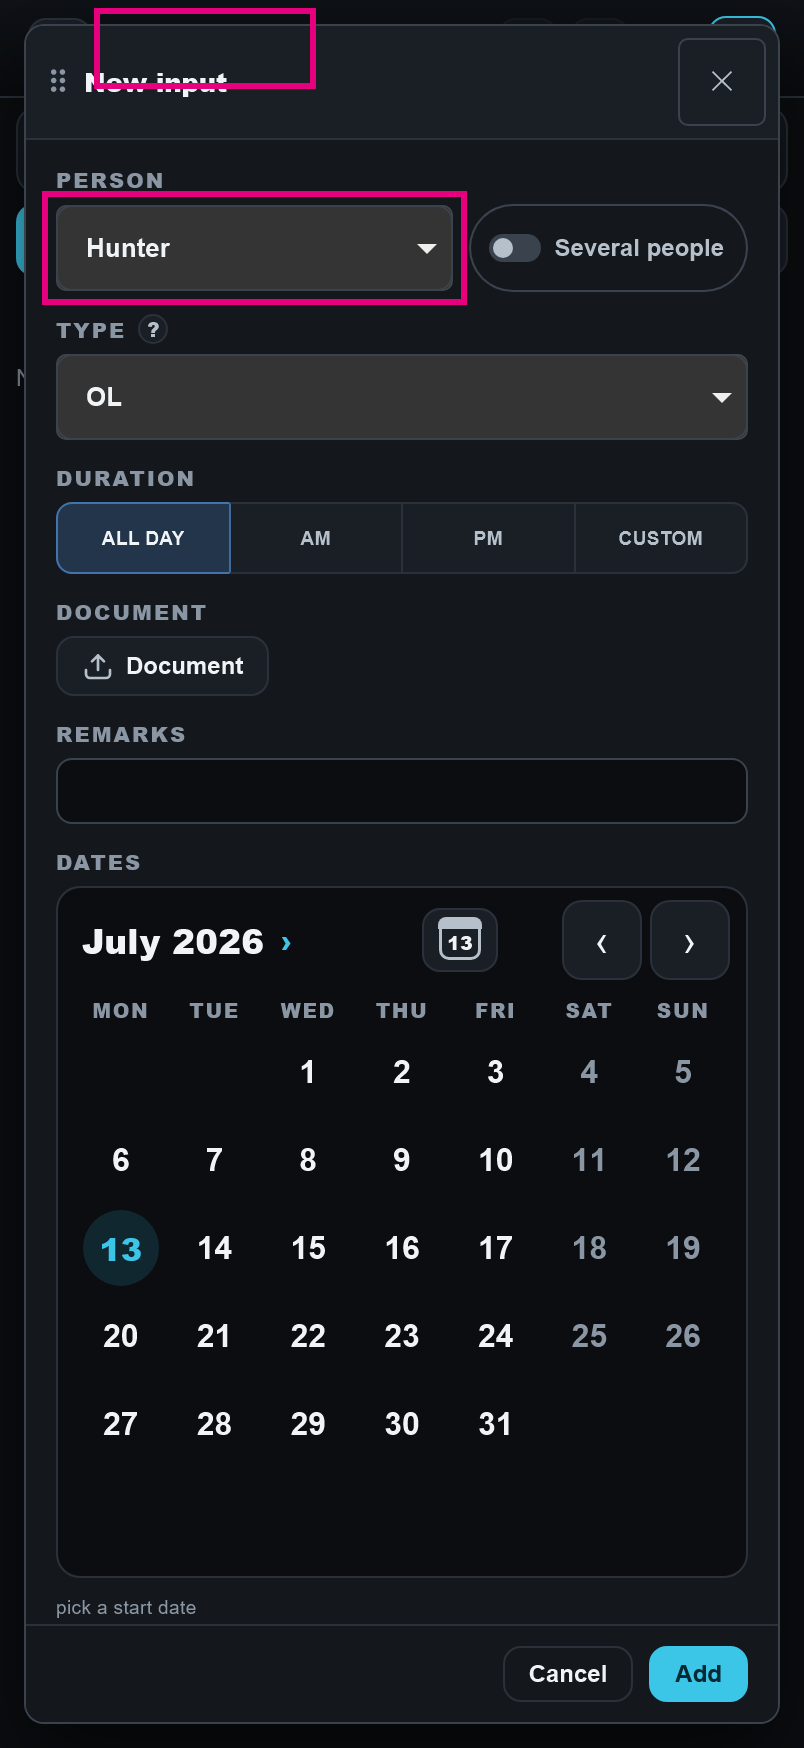 New input
PERSON
Hunter
Several people
TYPE ?
OL
DURATION
ALL DAY AM PM CUSTOM
DOCUMENT
Document
REMARKS
DATES
July 2026 ›
13
‹ ›
MON TUE WED THU FRI SAT SUN
1 2 3 4 5
6 7 8 9 10 11 12
13 14 15 16 17 18 19
20 21 22 23 24 25 26
27 28 29 30 31
pick a start date
Cancel Add